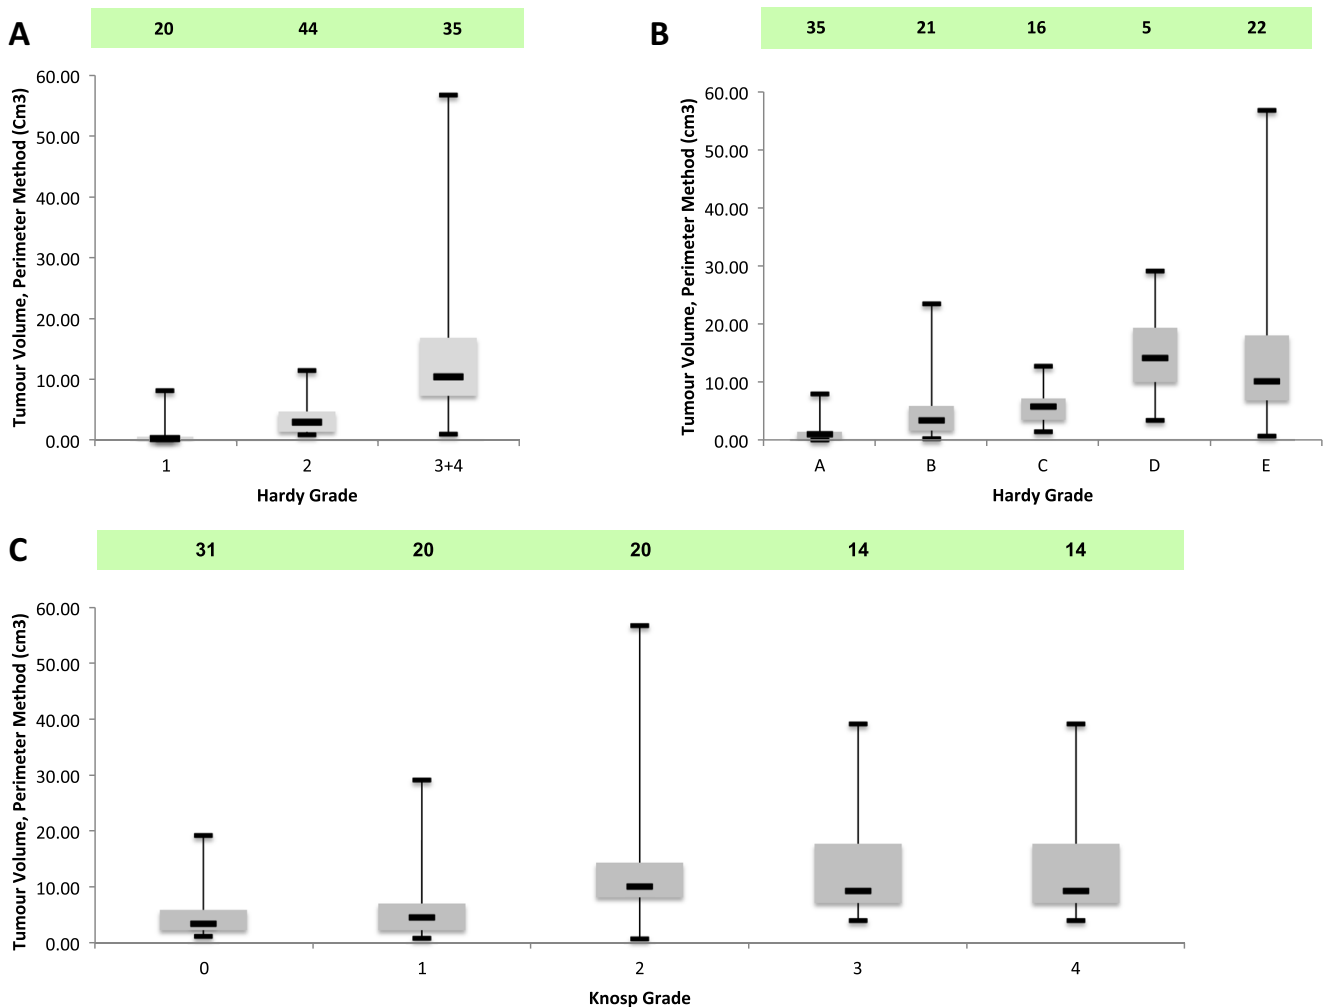 A
20 44 35
Tumour Volume, Perimeter Method (Cm3)
60.00
50.00
40.00
30.00
20.00
10.00
0.00
1 2 3+4
Hardy Grade
B
35 21 16 5 22
Tumour Volume, Perimeter Method (cm3)
60.00
50.00
40.00
30.00
20.00
10.00
0.00
A B C D E
Hardy Grade
C
31 20 20 14 14
Tumour Volume, Perimeter Method (cm3)
60.00
50.00
40.00
30.00
20.00
10.00
0.00
0 1 2 3 4
Knosp Grade